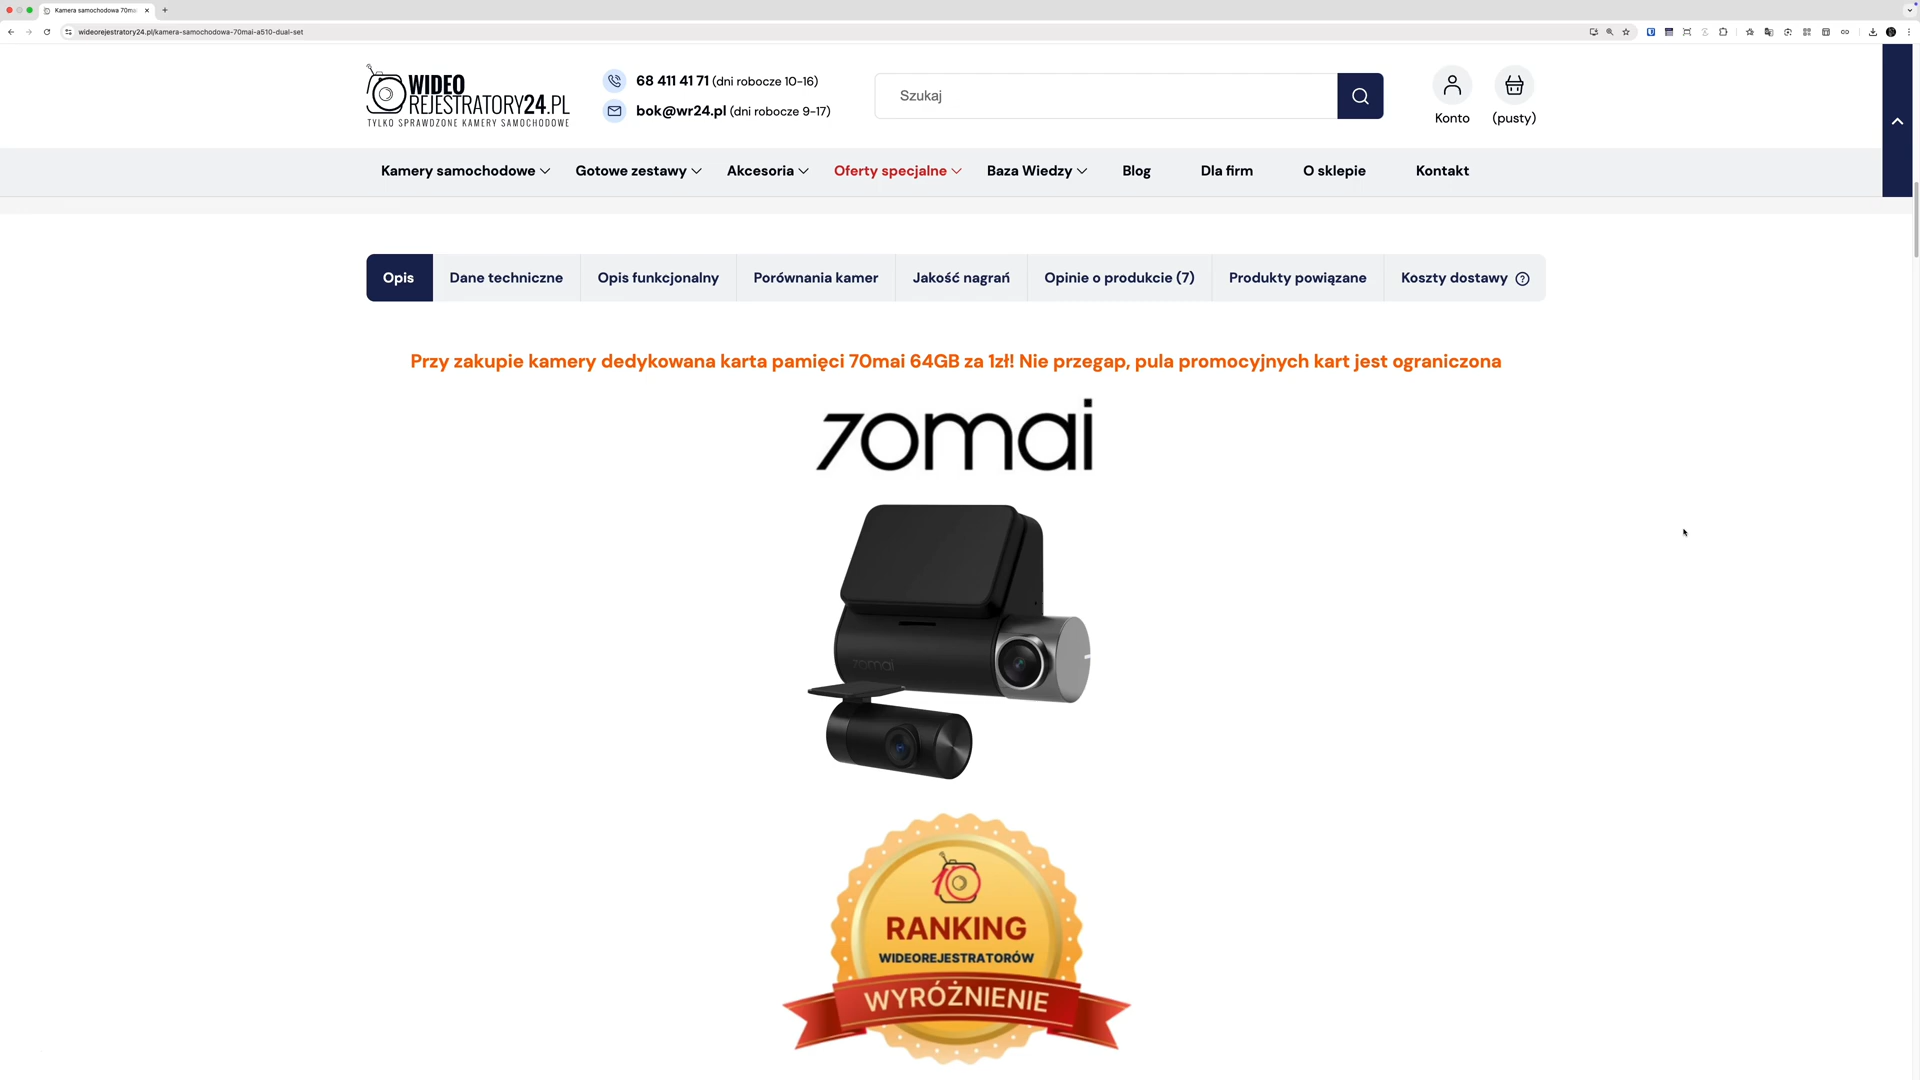 Kamera samochodowa 70mai
videorejestratory24.pl/kamera-samochodowa-70mai-a510-dual-set
WIDEO
REJESTRATORY24.PL
TYLKO SPRAWDZONE KAMERY SAMOCHODOWE
68 411 41 71 (dni robocze 10-16)
bok@wr24.pl (dni robocze 9-17)
Szukaj
Konto
(pusty)
Kamery samochodowe
Gotowe zestawy
Akcesoria
Oferty specjalne
Baza Wiedzy
Blog
Dla firm
O sklepie
Kontakt
Opis
Dane techniczne
Opis funkcjonalny
Porównania kamer
Jakość nagrań
Opinie o produkcie (7)
Produkty powiązane
Koszty dostawy ?
Przy zakupie kamery dedykowana karta pamięci 70mai 64GB za 1zł! Nie przegap, pula promocyjnych kart jest ograniczona
70mai
70mai
RANKING
WIDEOREJESTRATORÓW
WYRÓŻNIENIE